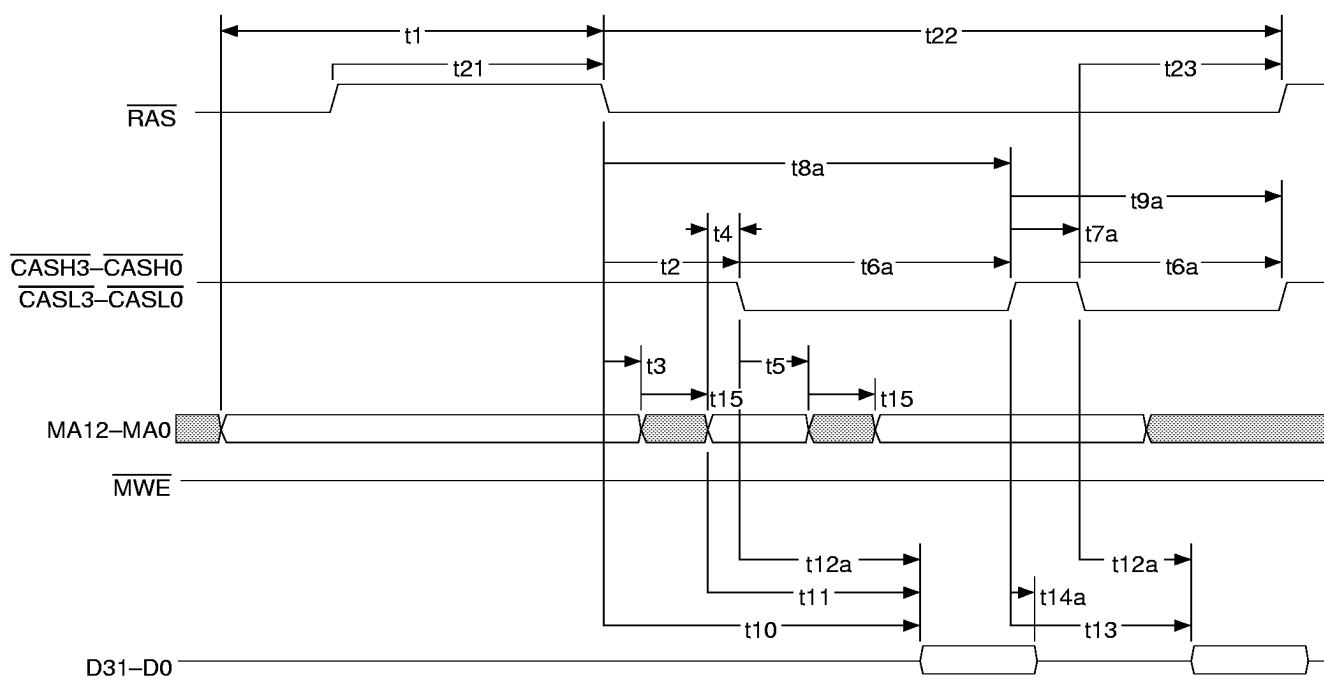 t1 t22
t21 t23
RAS
t8a
t9a
t4 t7a
CASH3–CASH0 t2 t6a t6a
CASL3–CASL0
t3 t5
t15 t15
MA12–MA0
MWE
t12a t12a
t11 t14a
t10 t13
D31–D0